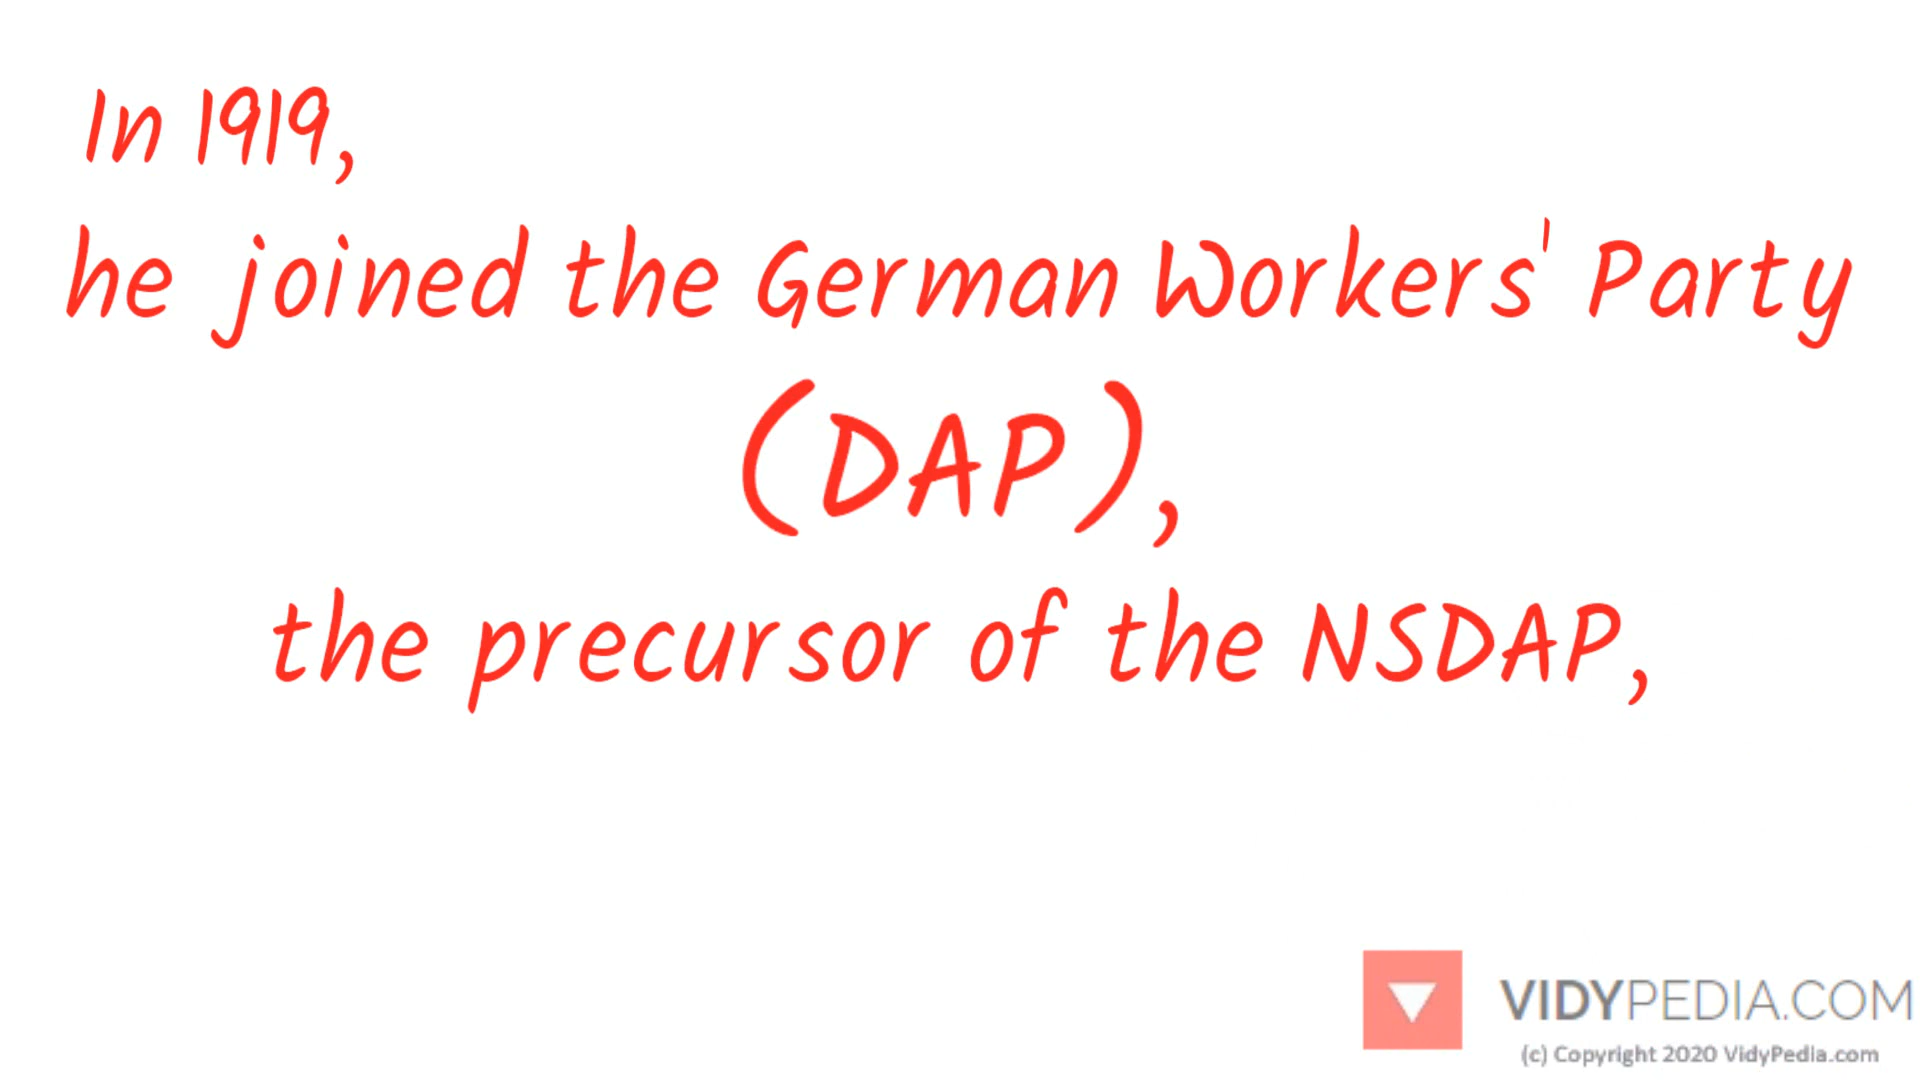 In 1919,
he joined the German Workers' Party
(DAP),
the precursor of the NSDAP,
VIDYPEDIA.COM
(c) Copyright 2020 VidyPedia.com